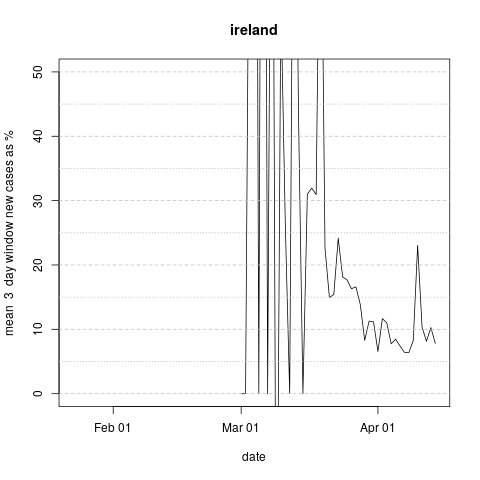 ireland
mean 3 day window new cases as %
50
40
30
20
10
0
Feb 01
Mar 01
Apr 01
date